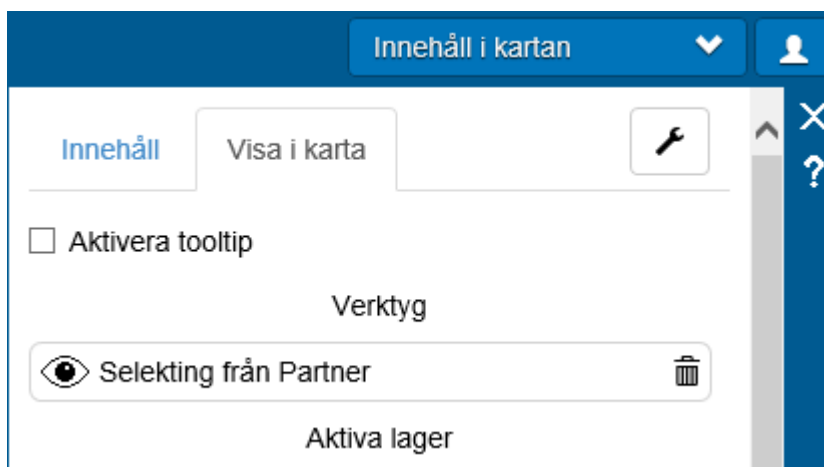 Innehåll i kartan
Innehåll
Visa i karta
Aktivera tooltip
Verktyg
Selekting från Partner
Aktiva lager
?